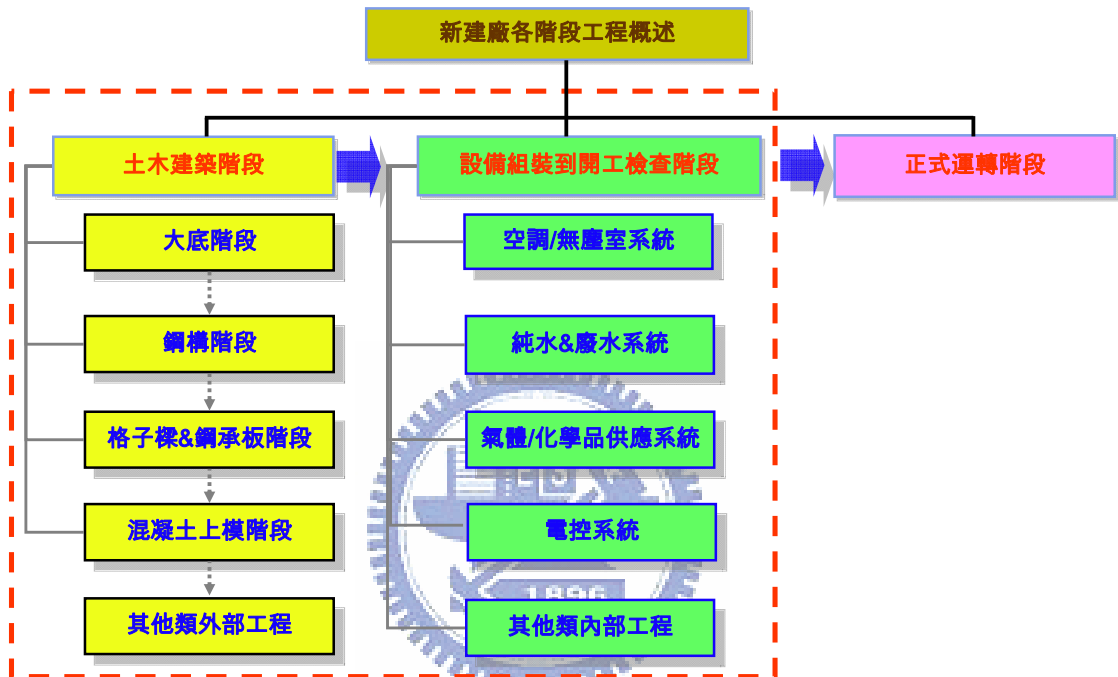 新建廠各階段工程概述
土木建築階段
設備組裝到開工檢查階段
正式運轉階段
大底階段
空調/無塵室系統
鋼構階段
純水&廢水系統
格子樑&鋼承板階段
氣體/化學品供應系統
混凝土上模階段
電控系統
1896
其他類外部工程
其他類內部工程